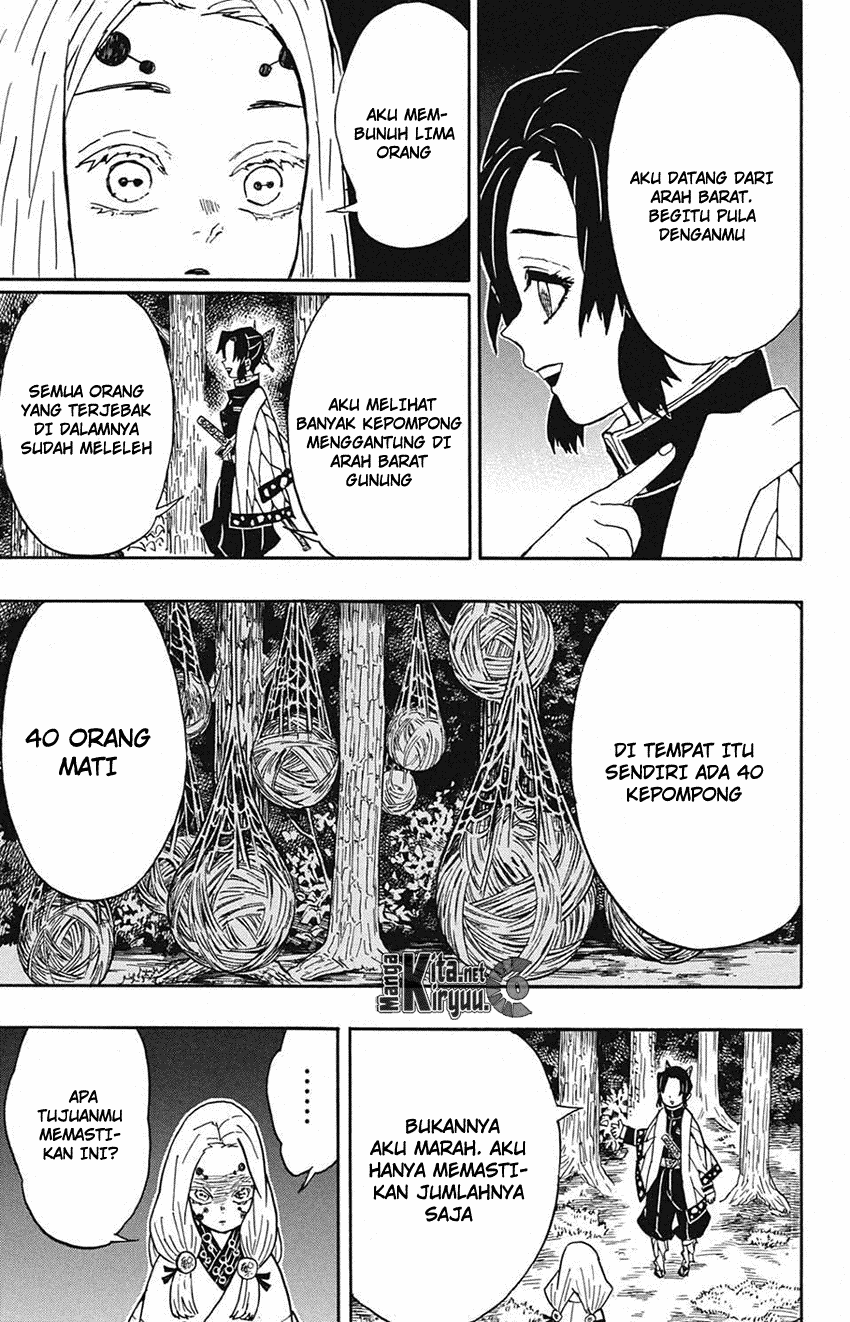 AKU DATANG DARI
ARAH BARAT.
BEGITU PULA
DENGANMU
AKU MEM-
BUNUH LIMA
ORANG
AKU MELIHAT
BANYAK KEPOMPONG
MENGGANTUNG DI
ARAH BARAT
GUNUNG
SEMUA ORANG
YANG TERJEBAK
DI DALAMNYA
SUDAH MELELEH
DI TEMPAT ITU
SENDIRI ADA 40
KEPOMPONG
40 ORANG
MATI
Manga Kita.net
Kiryuu.
BUKANNYA
AKU MARAH. AKU
HANYA MEMASTI-
KAN JUMLAHNYA
SAJA
......
APA
TUJUANMU
MEMASTI-
KAN INI?